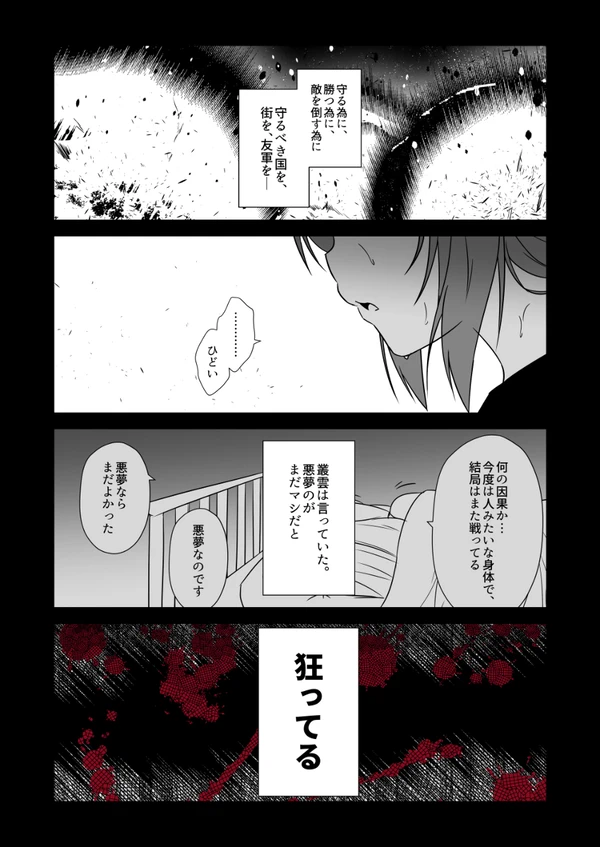 守る為に、
勝つ為に、
敵を倒す為に
守るべき国を、
街を、友軍を―
………
ひどい
何の因果か…
今度は人みたいな身体で、
結局はまた戦ってる
叢雲は言っていた。
悪夢のが
まだマシだと
悪夢なのです
悪夢なら
まだよかった
狂ってる